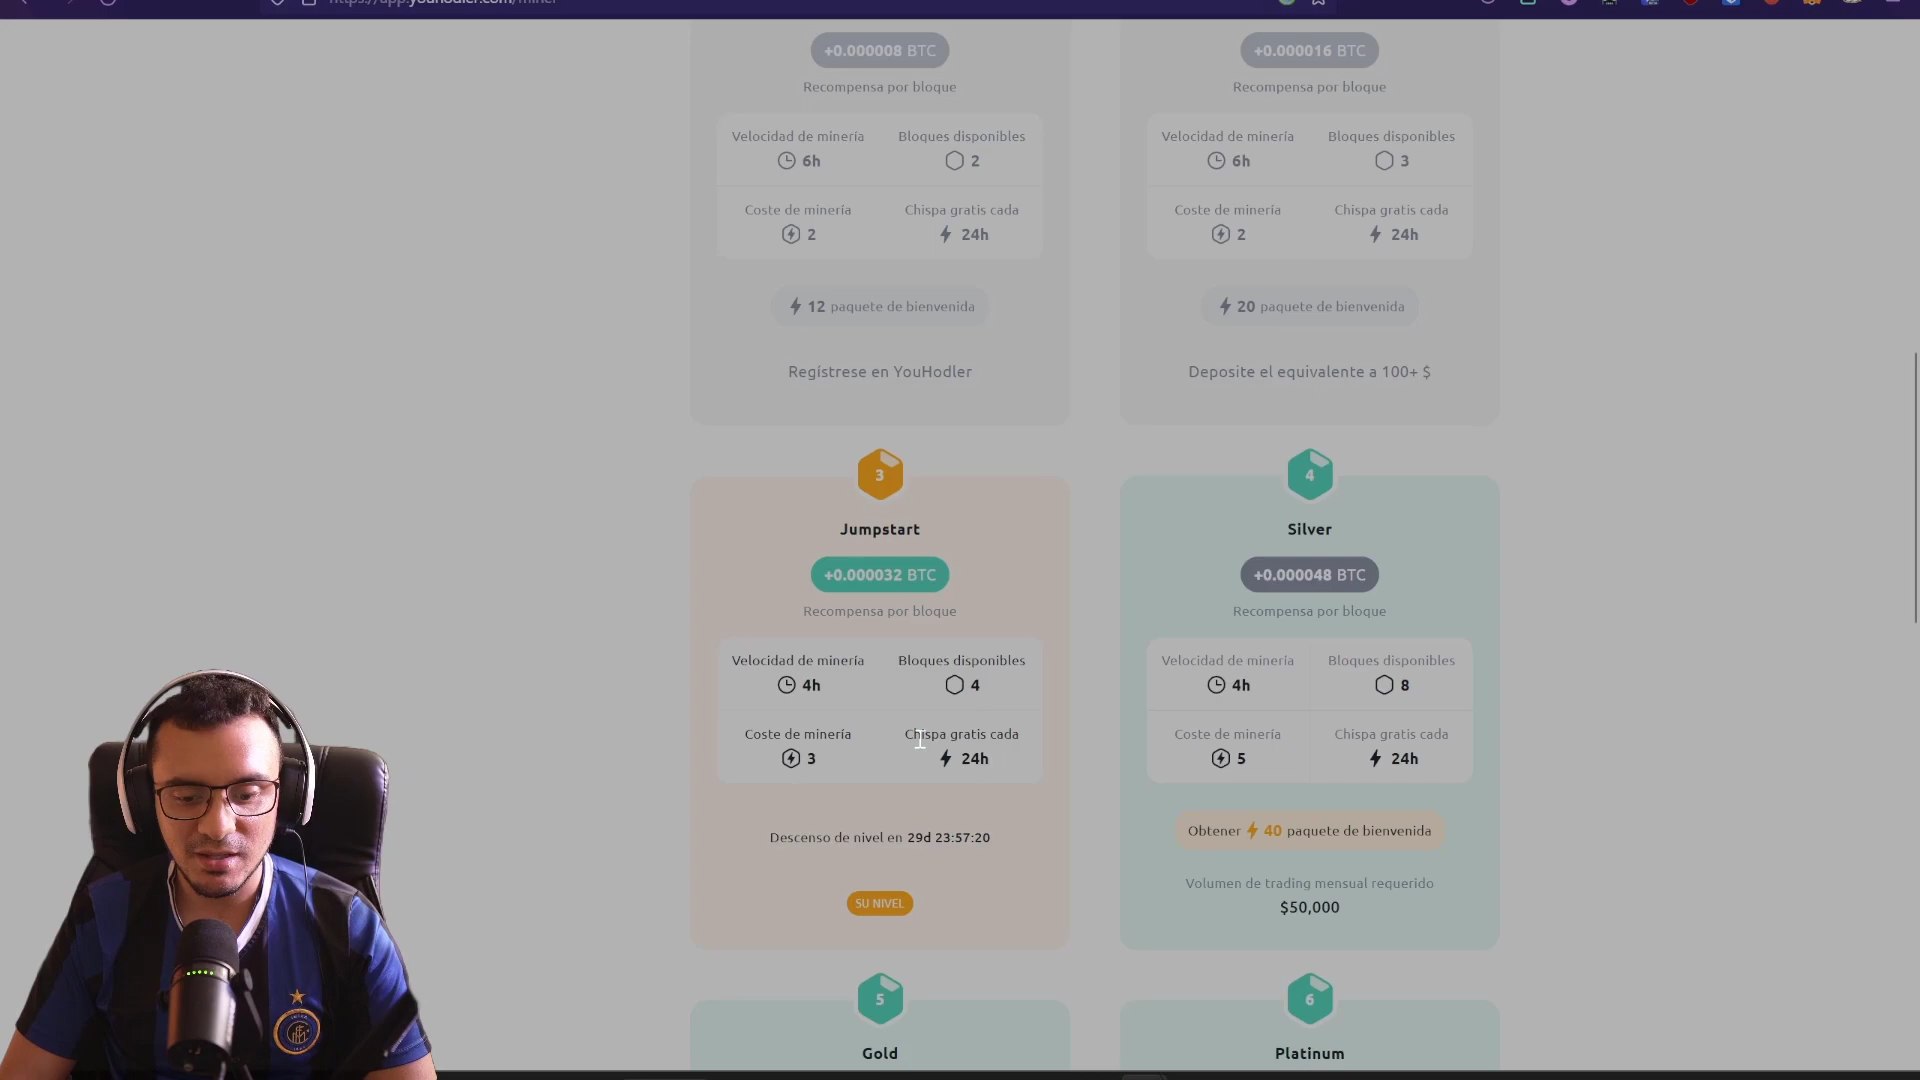 https://app.youhodler.com/miner
+0.000008 BTC
Recompensa por bloque
Velocidad de minería
6h
Bloques disponibles
2
Coste de minería
2
Chispa gratis cada
24h
12 paquete de bienvenida
Regístrese en YouHodler
+0.000016 BTC
Recompensa por bloque
Velocidad de minería
6h
Bloques disponibles
3
Coste de minería
2
Chispa gratis cada
24h
20 paquete de bienvenida
Deposite el equivalente a 100+ $
3
Jumpstart
+0.000032 BTC
Recompensa por bloque
Velocidad de minería
4h
Bloques disponibles
4
Coste de minería
3
Chispa gratis cada
24h
Descenso de nivel en 29d 23:57:20
SU NIVEL
4
Silver
+0.000048 BTC
Recompensa por bloque
Velocidad de minería
4h
Bloques disponibles
8
Coste de minería
5
Chispa gratis cada
24h
Obtener 40 paquete de bienvenida
Volumen de trading mensual requerido
$50,000
5
Gold
6
Platinum